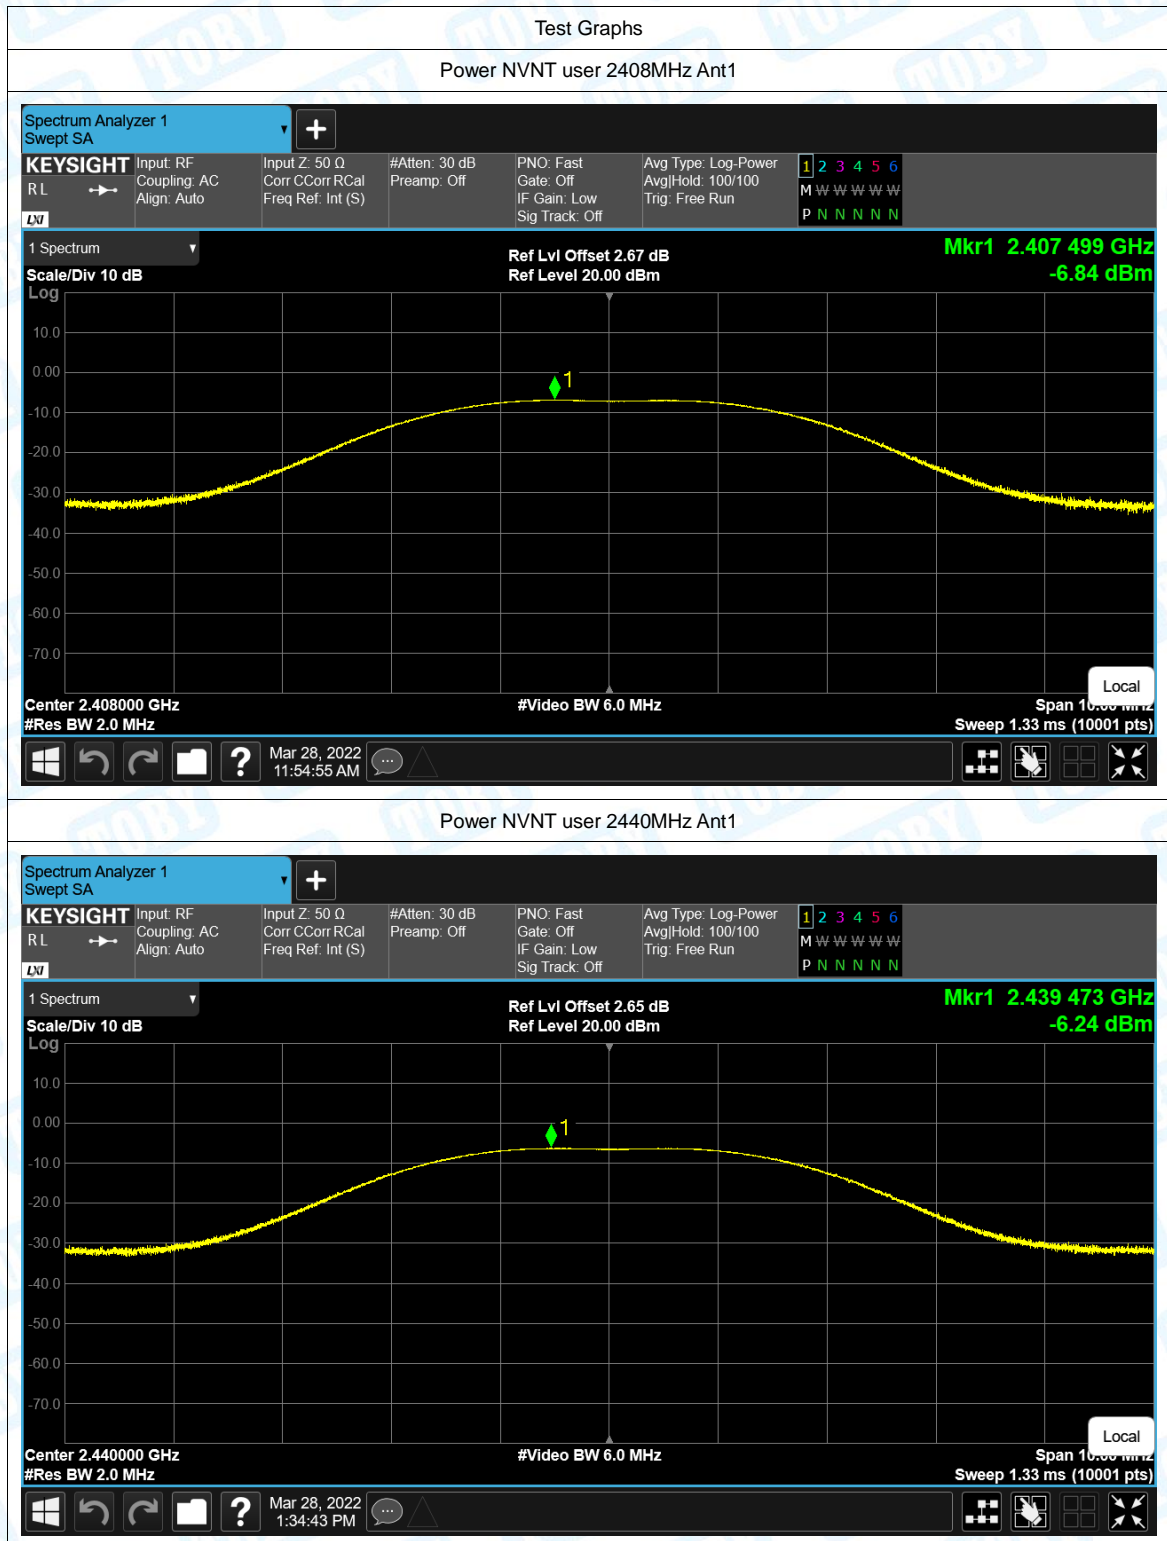 Test Graphs
Power NVNT user 2408MHz Ant1
Spectrum Analyzer 1
Swept SA
KEYSIGHT
R L
LXI
Input: RF
Coupling: AC
Align: Auto
Input Z: 50 Ω
Corr CCorr RCal
Freq Ref: Int (S)
#Atten: 30 dB
Preamp: Off
PNO: Fast
Gate: Off
IF Gain: Low
Sig Track: Off
Avg Type: Log-Power
Avg|Hold: 100/100
Trig: Free Run
1 2 3 4 5 6
M W W W W W
P N N N N N
1 Spectrum
Scale/Div 10 dB
Log
Ref Lvl Offset 2.67 dB
Ref Level 20.00 dBm
Mkr1 2.407 499 GHz
-6.84 dBm
10.0
0.00
1
-10.0
-20.0
-30.0
-40.0
-50.0
-60.0
-70.0
Local
Center 2.408000 GHz
#Res BW 2.0 MHz
#Video BW 6.0 MHz
Span 10.00 MHz
Sweep 1.33 ms (10001 pts)
Mar 28, 2022
11:54:55 AM
Power NVNT user 2440MHz Ant1
Spectrum Analyzer 1
Swept SA
KEYSIGHT
R L
LXI
Input: RF
Coupling: AC
Align: Auto
Input Z: 50 Ω
Corr CCorr RCal
Freq Ref: Int (S)
#Atten: 30 dB
Preamp: Off
PNO: Fast
Gate: Off
IF Gain: Low
Sig Track: Off
Avg Type: Log-Power
Avg|Hold: 100/100
Trig: Free Run
1 2 3 4 5 6
M W W W W W
P N N N N N
1 Spectrum
Scale/Div 10 dB
Log
Ref Lvl Offset 2.65 dB
Ref Level 20.00 dBm
Mkr1 2.439 473 GHz
-6.24 dBm
10.0
0.00
1
-10.0
-20.0
-30.0
-40.0
-50.0
-60.0
-70.0
Local
Center 2.440000 GHz
#Res BW 2.0 MHz
#Video BW 6.0 MHz
Span 10.00 MHz
Sweep 1.33 ms (10001 pts)
Mar 28, 2022
1:34:43 PM
TOBY